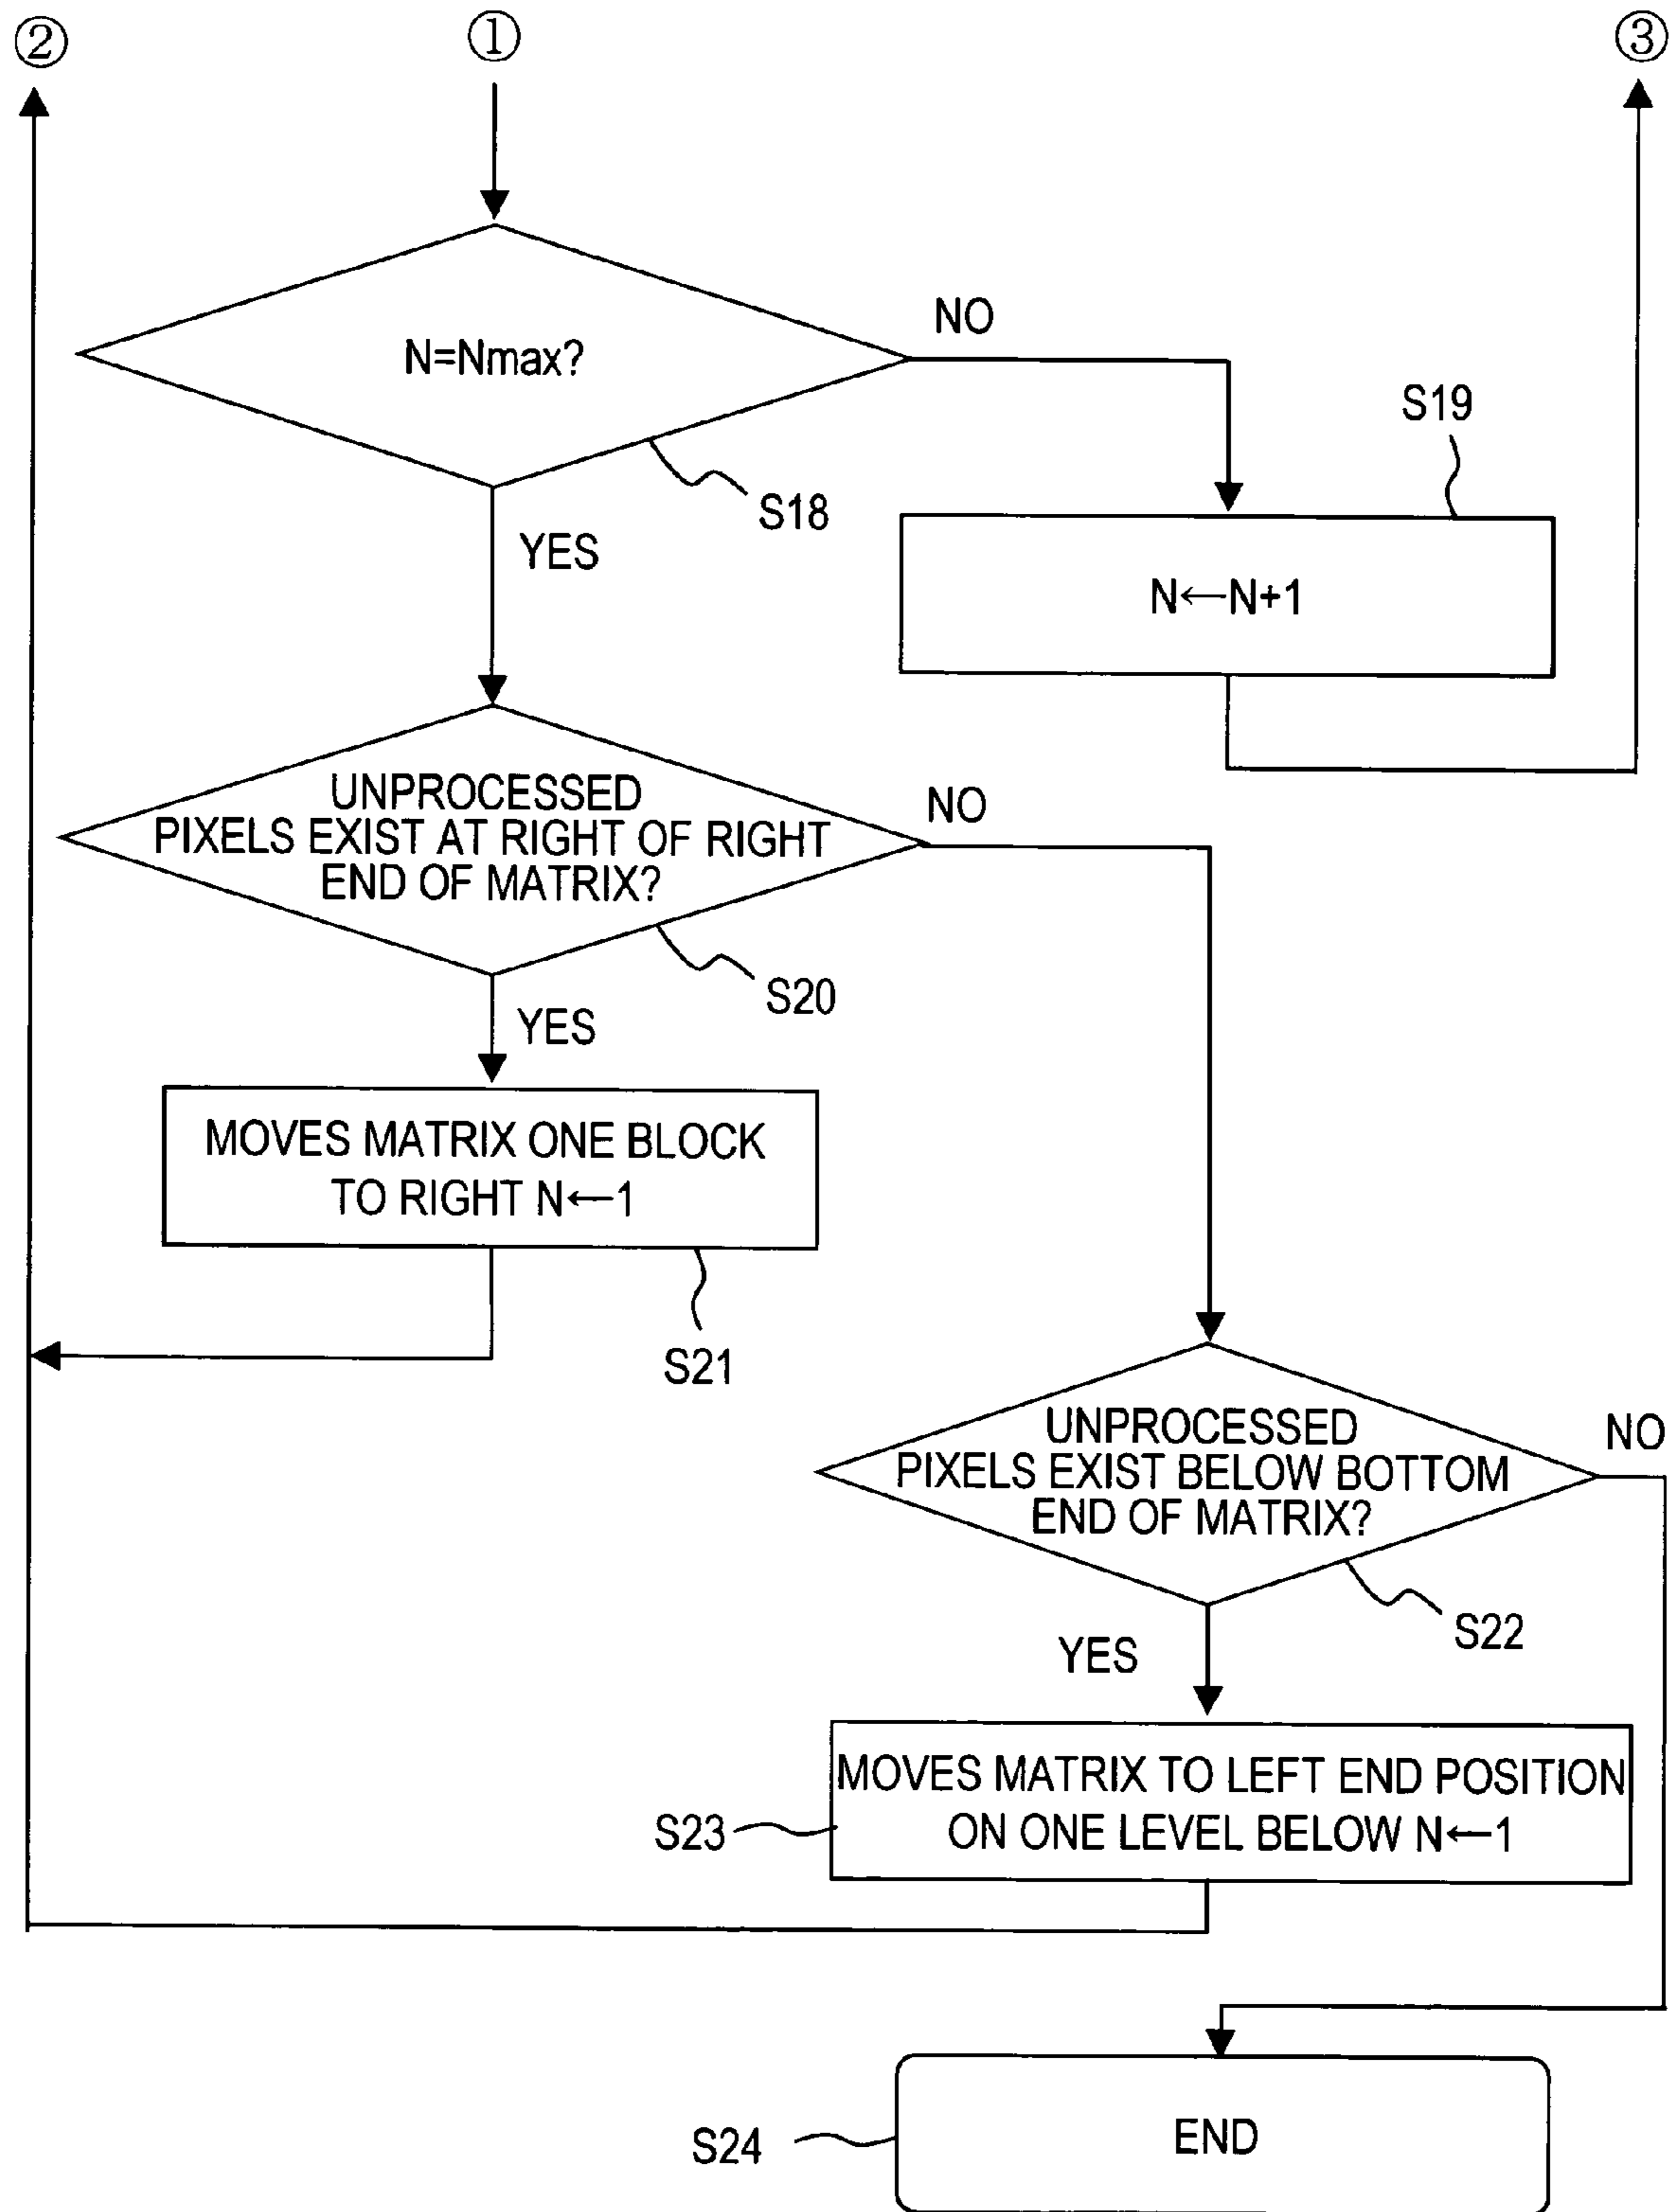 ②
①
③
N=Nmax?
NO
S18
S19
YES
N←N+1
UNPROCESSED
PIXELS EXIST AT RIGHT OF RIGHT
END OF MATRIX?
NO
S20
YES
MOVES MATRIX ONE BLOCK
TO RIGHT N←1
S21
UNPROCESSED
PIXELS EXIST BELOW BOTTOM
END OF MATRIX?
NO
S22
YES
MOVES MATRIX TO LEFT END POSITION
ON ONE LEVEL BELOW N←1
S23
END
S24